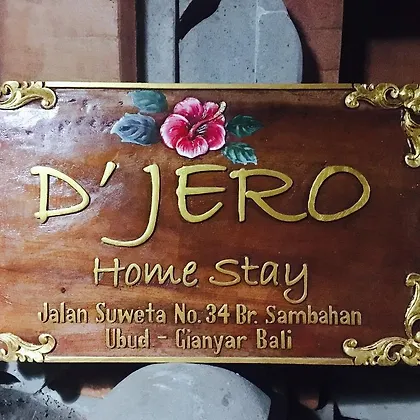 D'JERO
Home Stay
Jalan Suweta No. 34 Br. Sambahan
Ubud - Gianyar Bali